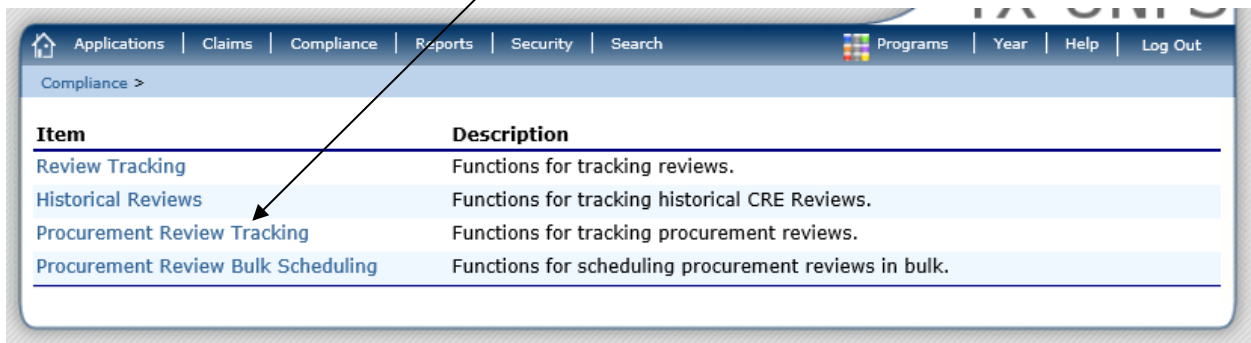 Applications | Claims | Compliance | Reports | Security | Search Programs | Year | Help | Log Out
Compliance >
Item Description
Review Tracking Functions for tracking reviews.
Historical Reviews Functions for tracking historical CRE Reviews.
Procurement Review Tracking Functions for tracking procurement reviews.
Procurement Review Bulk Scheduling Functions for scheduling procurement reviews in bulk.